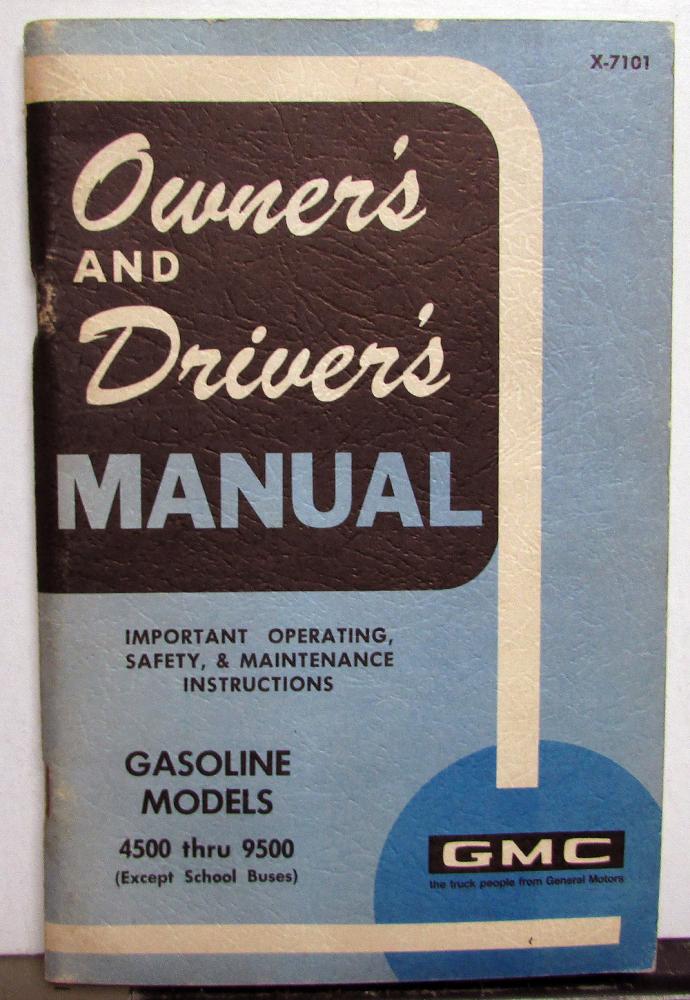 X-7101
Owner's
AND
Driver's
MANUAL
IMPORTANT OPERATING,
SAFETY, & MAINTENANCE
INSTRUCTIONS
GASOLINE
MODELS
4500 thru 9500
(Except School Buses)
GMC
the truck people from General Motors